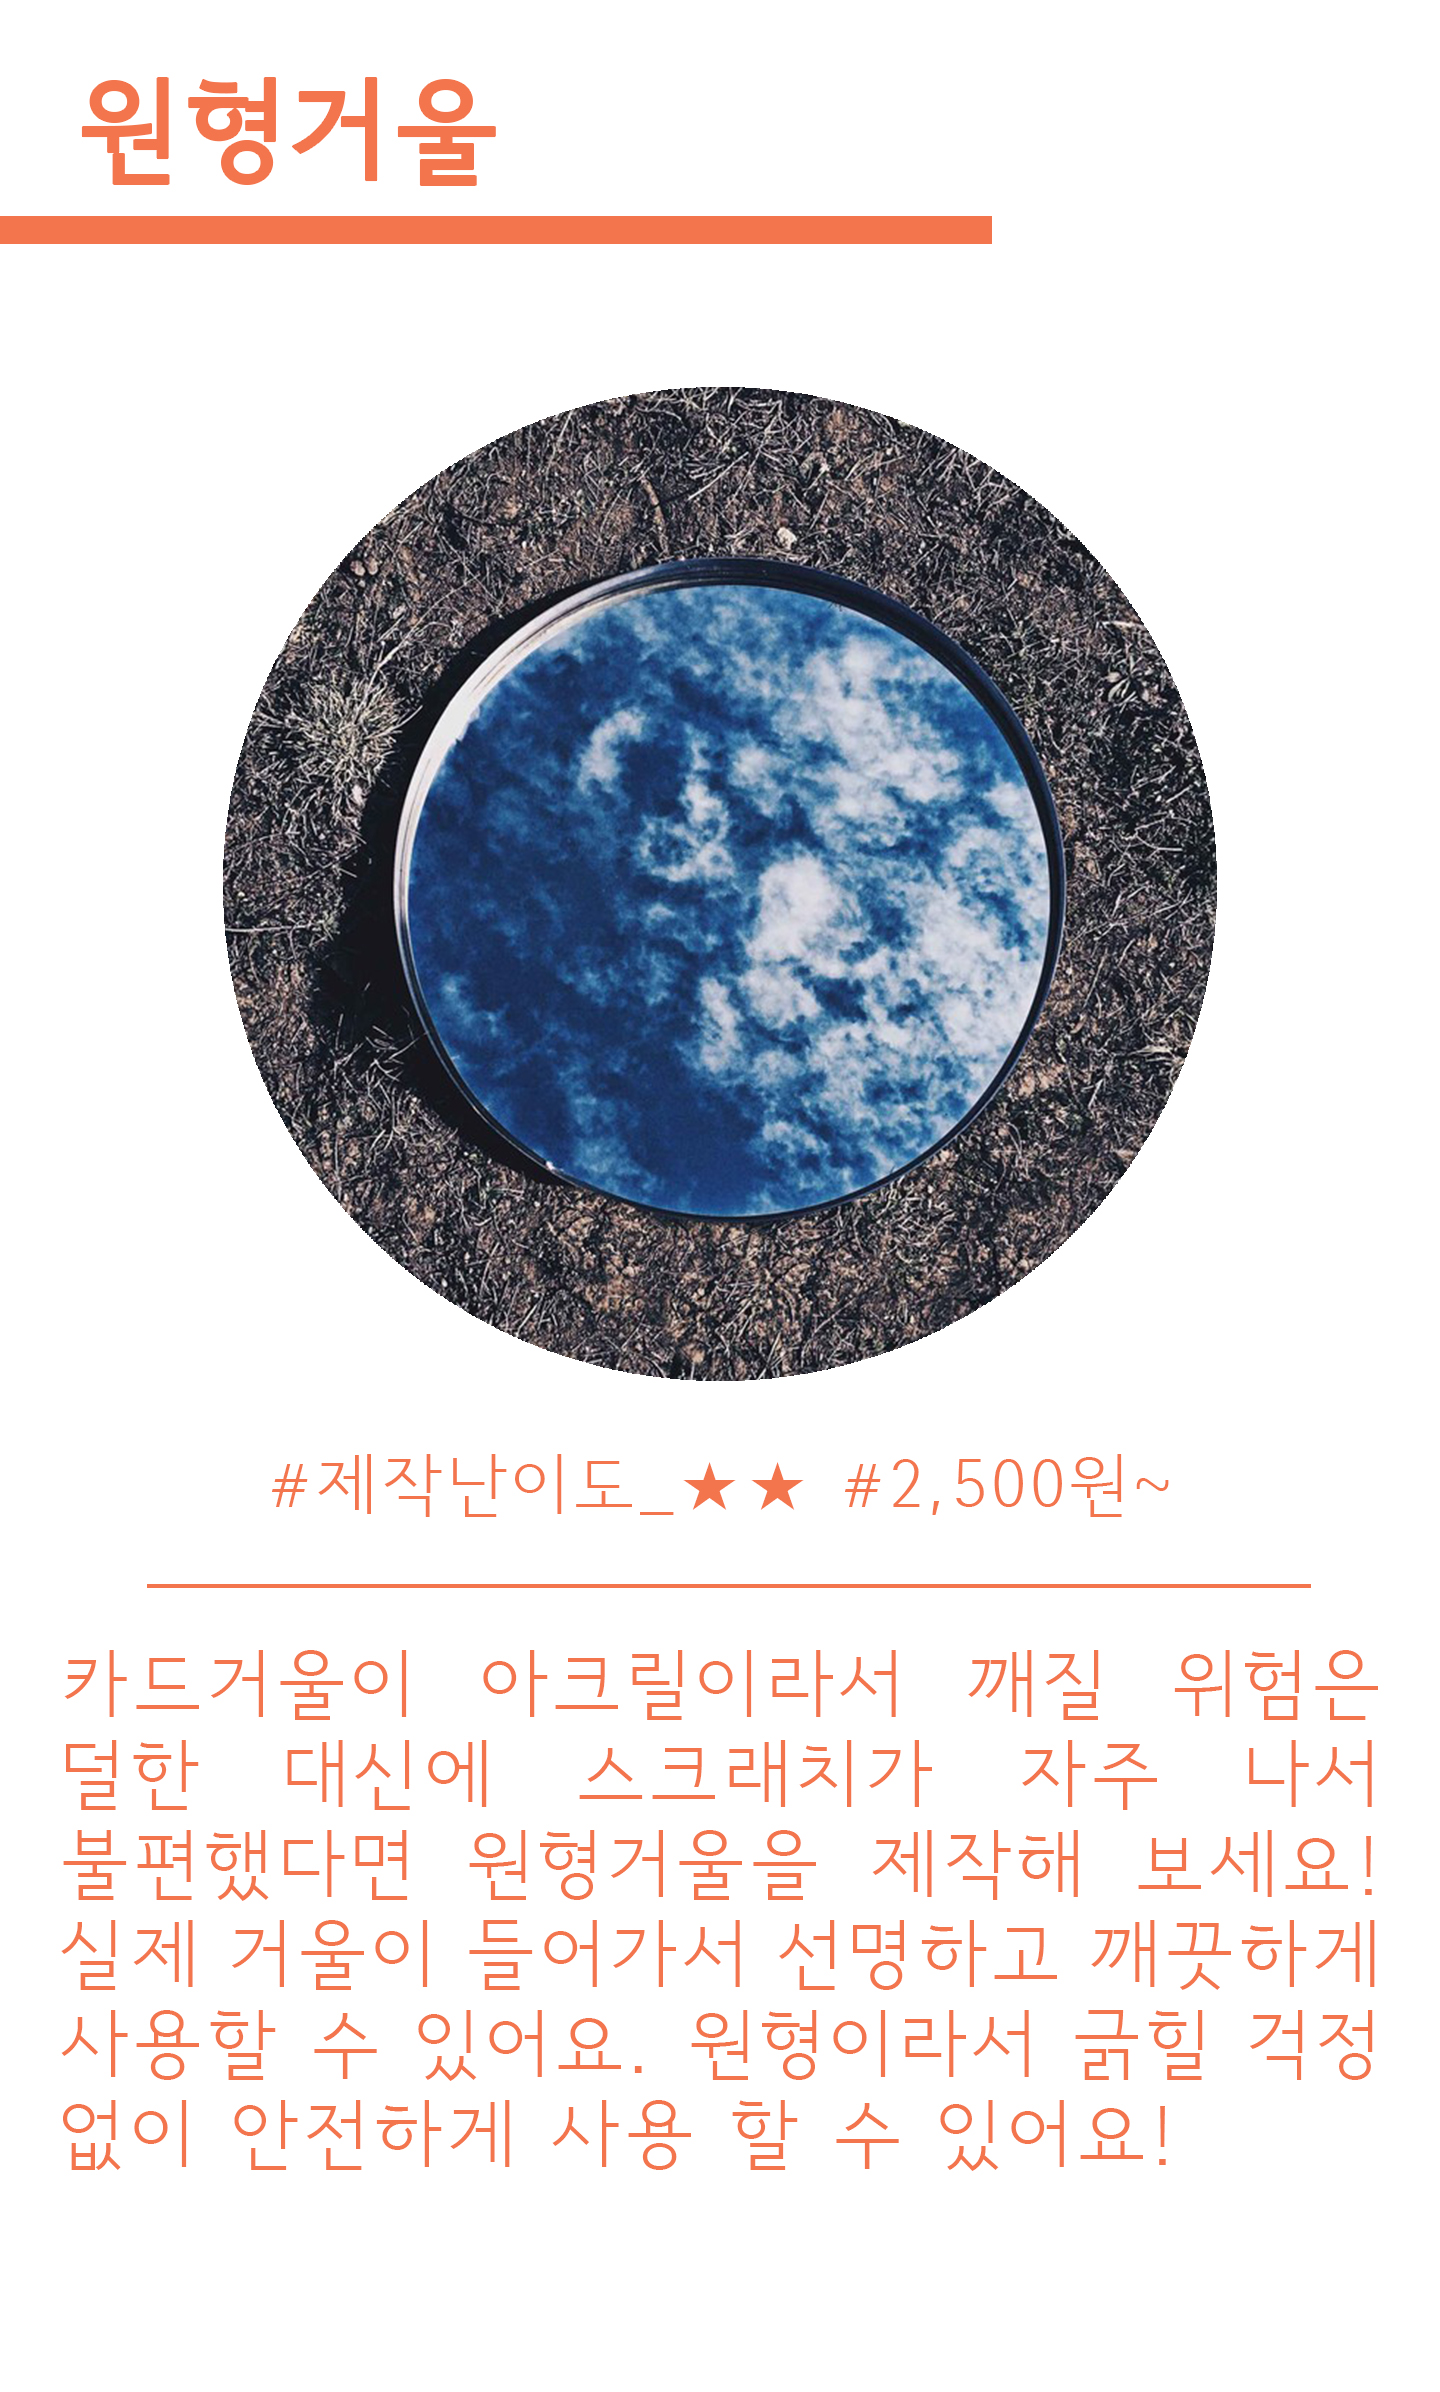 원형거울
#제작난이도_★★ #2,500원~
카드거울이 아크릴이라서 깨질 위험은
덜한 대신에 스크래치가 자주 나서
불편했다면 원형거울을 제작해 보세요!
실제 거울이 들어가서 선명하고 깨끗하게
사용할 수 있어요. 원형이라서 긁힐 걱정
없이 안전하게 사용 할 수 있어요!